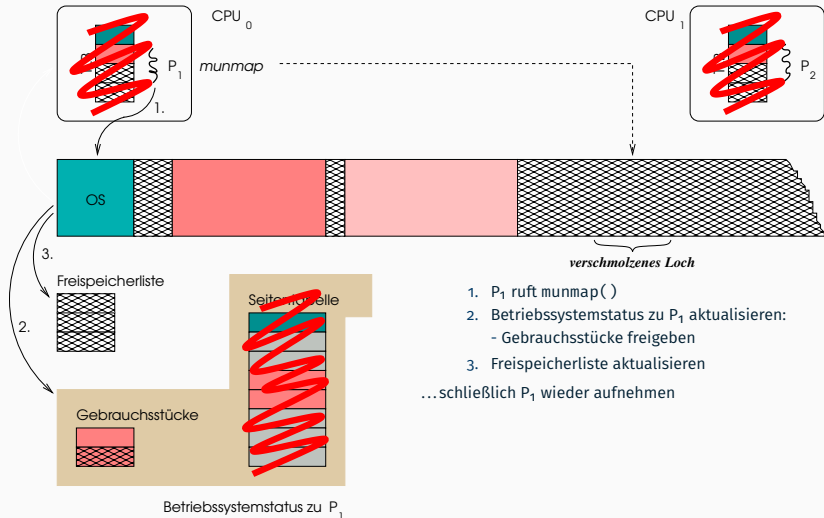 CPU 0
CPU 1
P1
munmap
P2
1.
OS
3.
verschmolzenes Loch
Freispeicherliste
Seitentabelle
1. P1 ruft munmap()
2. Betriebssystemstatus zu P1 aktualisieren:
- Gebrauchsstücke freigeben
3. Freispeicherliste aktualisieren
...schließlich P1 wieder aufnehmen
2.
Gebrauchsstücke
Betriebssystemstatus zu P1